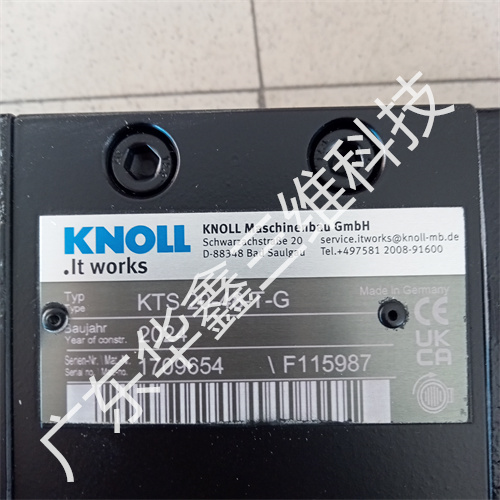 KNOLL
.It works
KNOLL Maschinenbau GmbH
Schwarzachstraße 20 service.itworks@knoll-mb.de
D-88348 Bad Saulgau Tel.+497581 2008-91600
Typ
Type
Made in Germany
Baujahr
Year of constr.
CE
UKCA
Serien-Nr.
Serial no.
1709654 \ F115987
广东华鑫三维科技